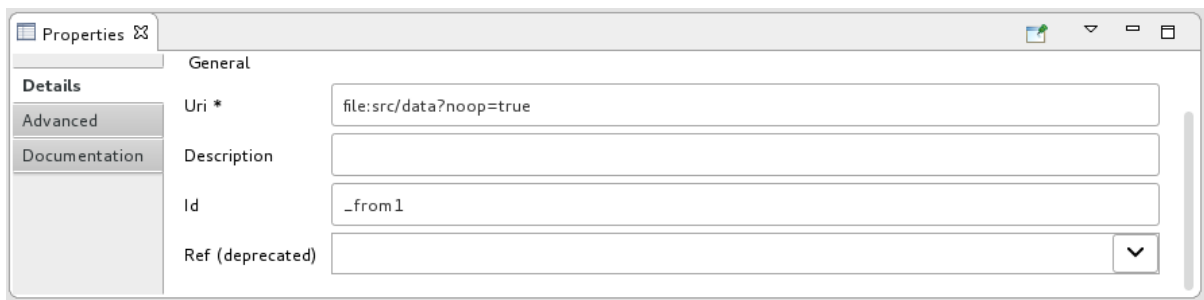 Properties
General
Details
Uri *
file:src/data?noop=true
Advanced
Documentation
Description
Id
_from1
Ref (deprecated)